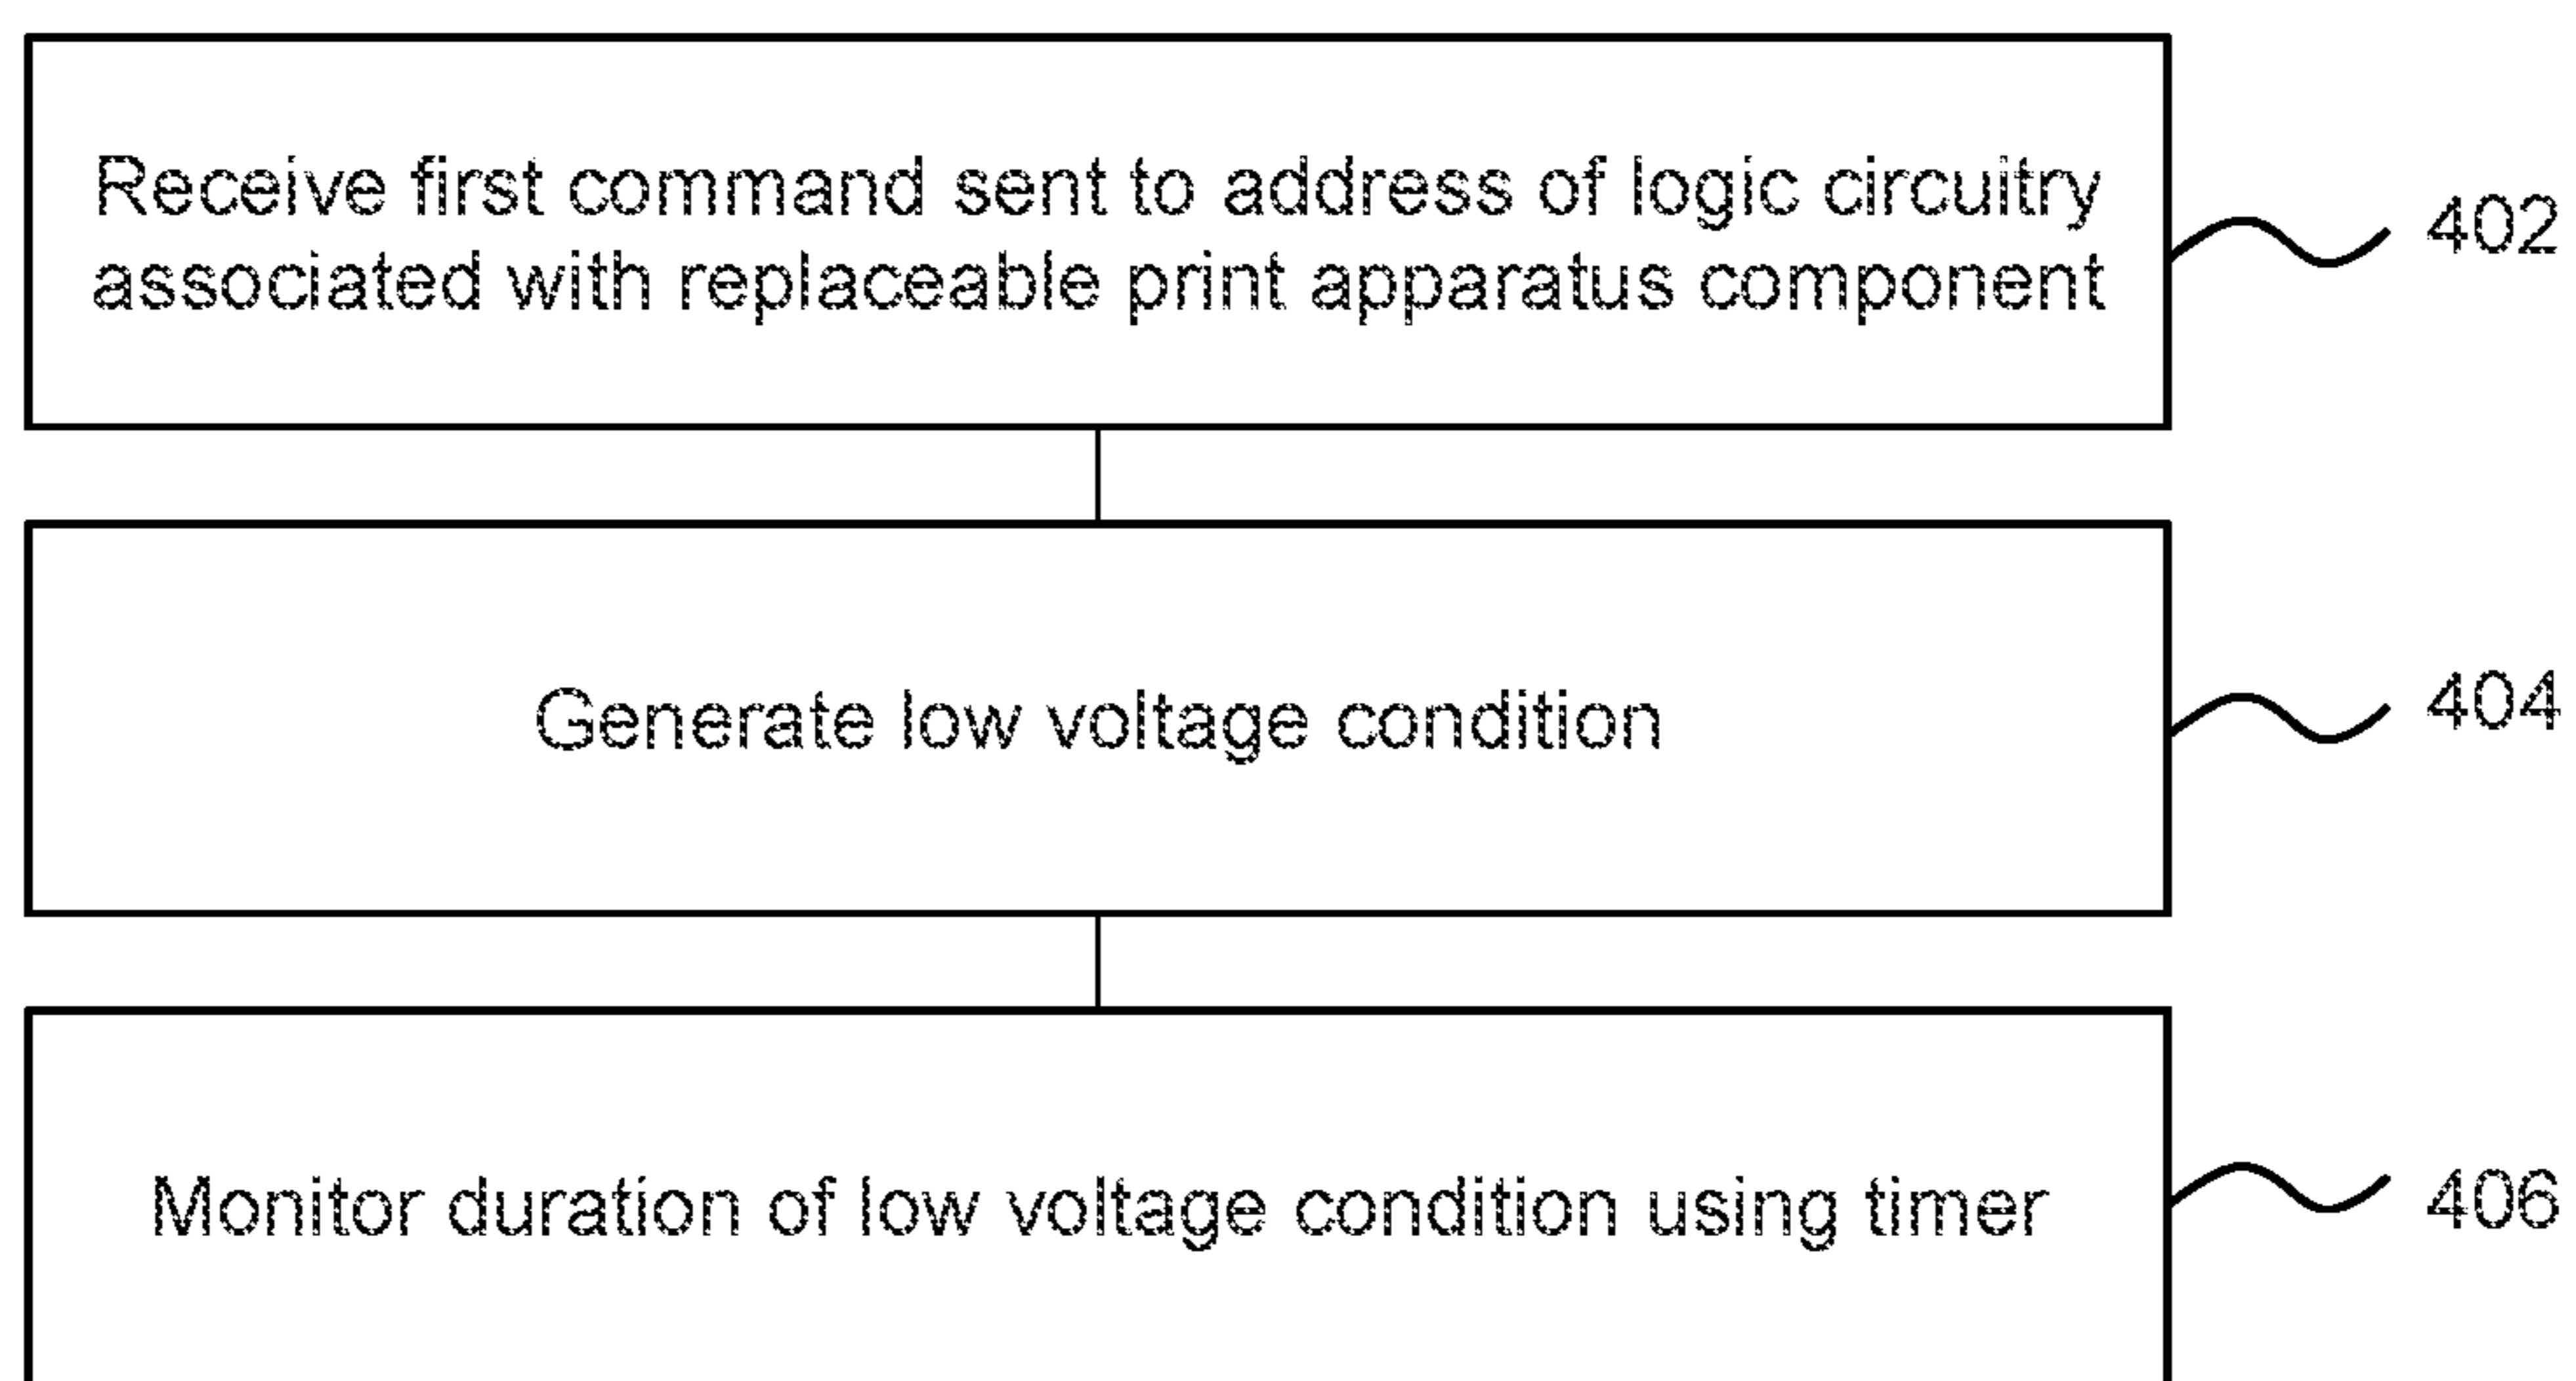 Receive first command sent to address of logic circuitry
associated with replaceable print apparatus component
402
Generate low voltage condition
404
Monitor duration of low voltage condition using timer
406